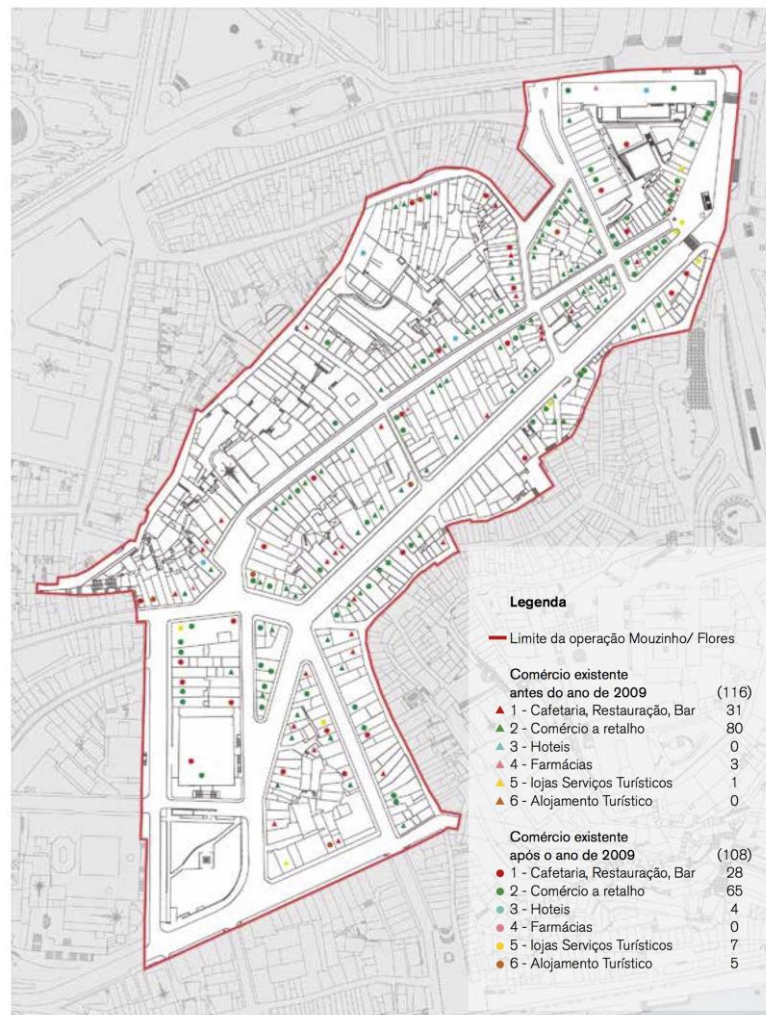 Legenda
Limite da operação Mouzinho/ Flores
Comércio existente
antes do ano de 2009 (116)
1 - Cafetaria, Restauração, Bar 31
2 - Comércio a retalho 80
3 - Hoteis 0
4 - Farmácias 3
5 - lojas Serviços Turísticos 1
6 - Alojamento Turístico 0
Comércio existente
após o ano de 2009 (108)
1 - Cafetaria, Restauração, Bar 28
2 - Comércio a retalho 65
3 - Hoteis 4
4 - Farmácias 0
5 - lojas Serviços Turísticos 7
6 - Alojamento Turístico 5